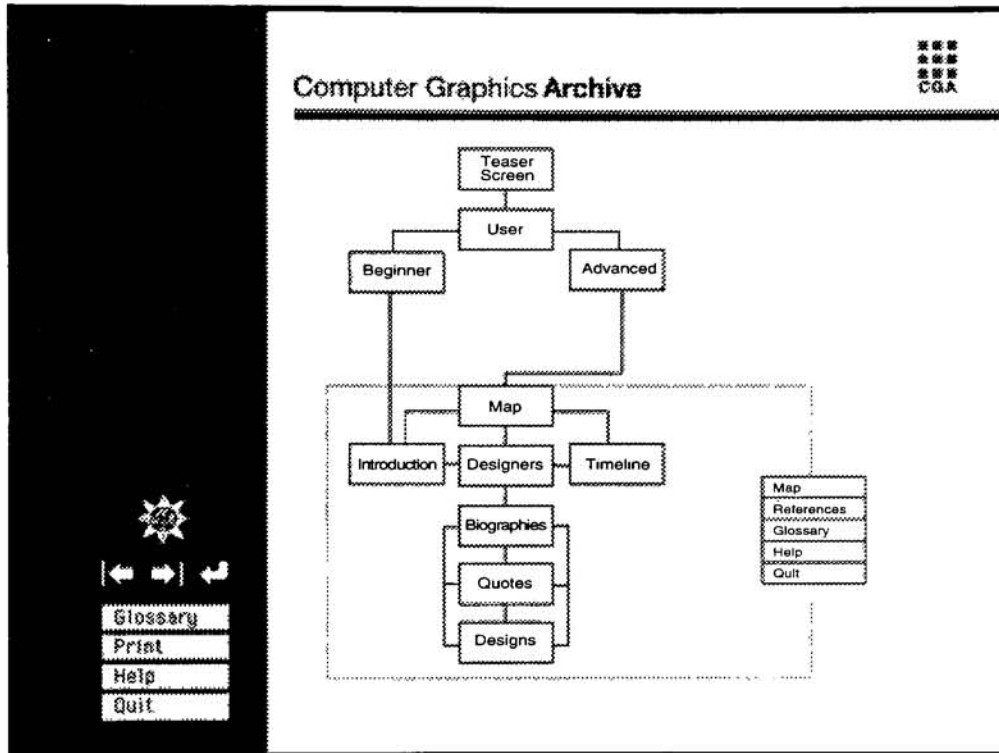 CGA
Computer Graphics Archive
Teaser
Screen
User
Beginner
Advanced
Map
Introduction
Designers
Timeline
Biographies
Quotes
Designs
Map
References
Glossary
Help
Quit
GO
Glossary
Print
Help
Quit